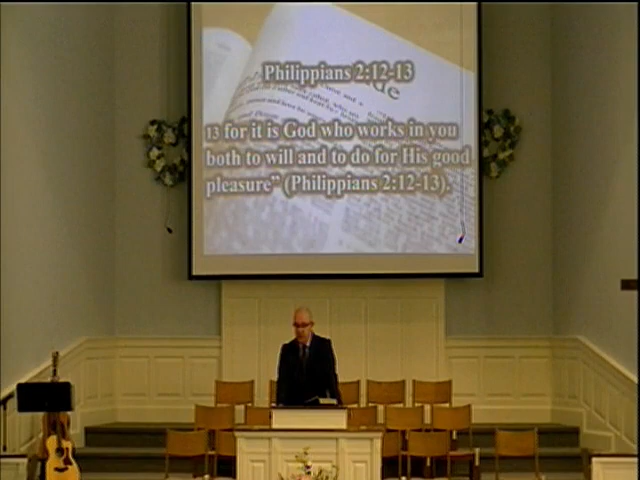 Philippians 2:12-13
13 for it is God who works in you
both to will and to do for His good
pleasure” (Philippians 2:12-13).